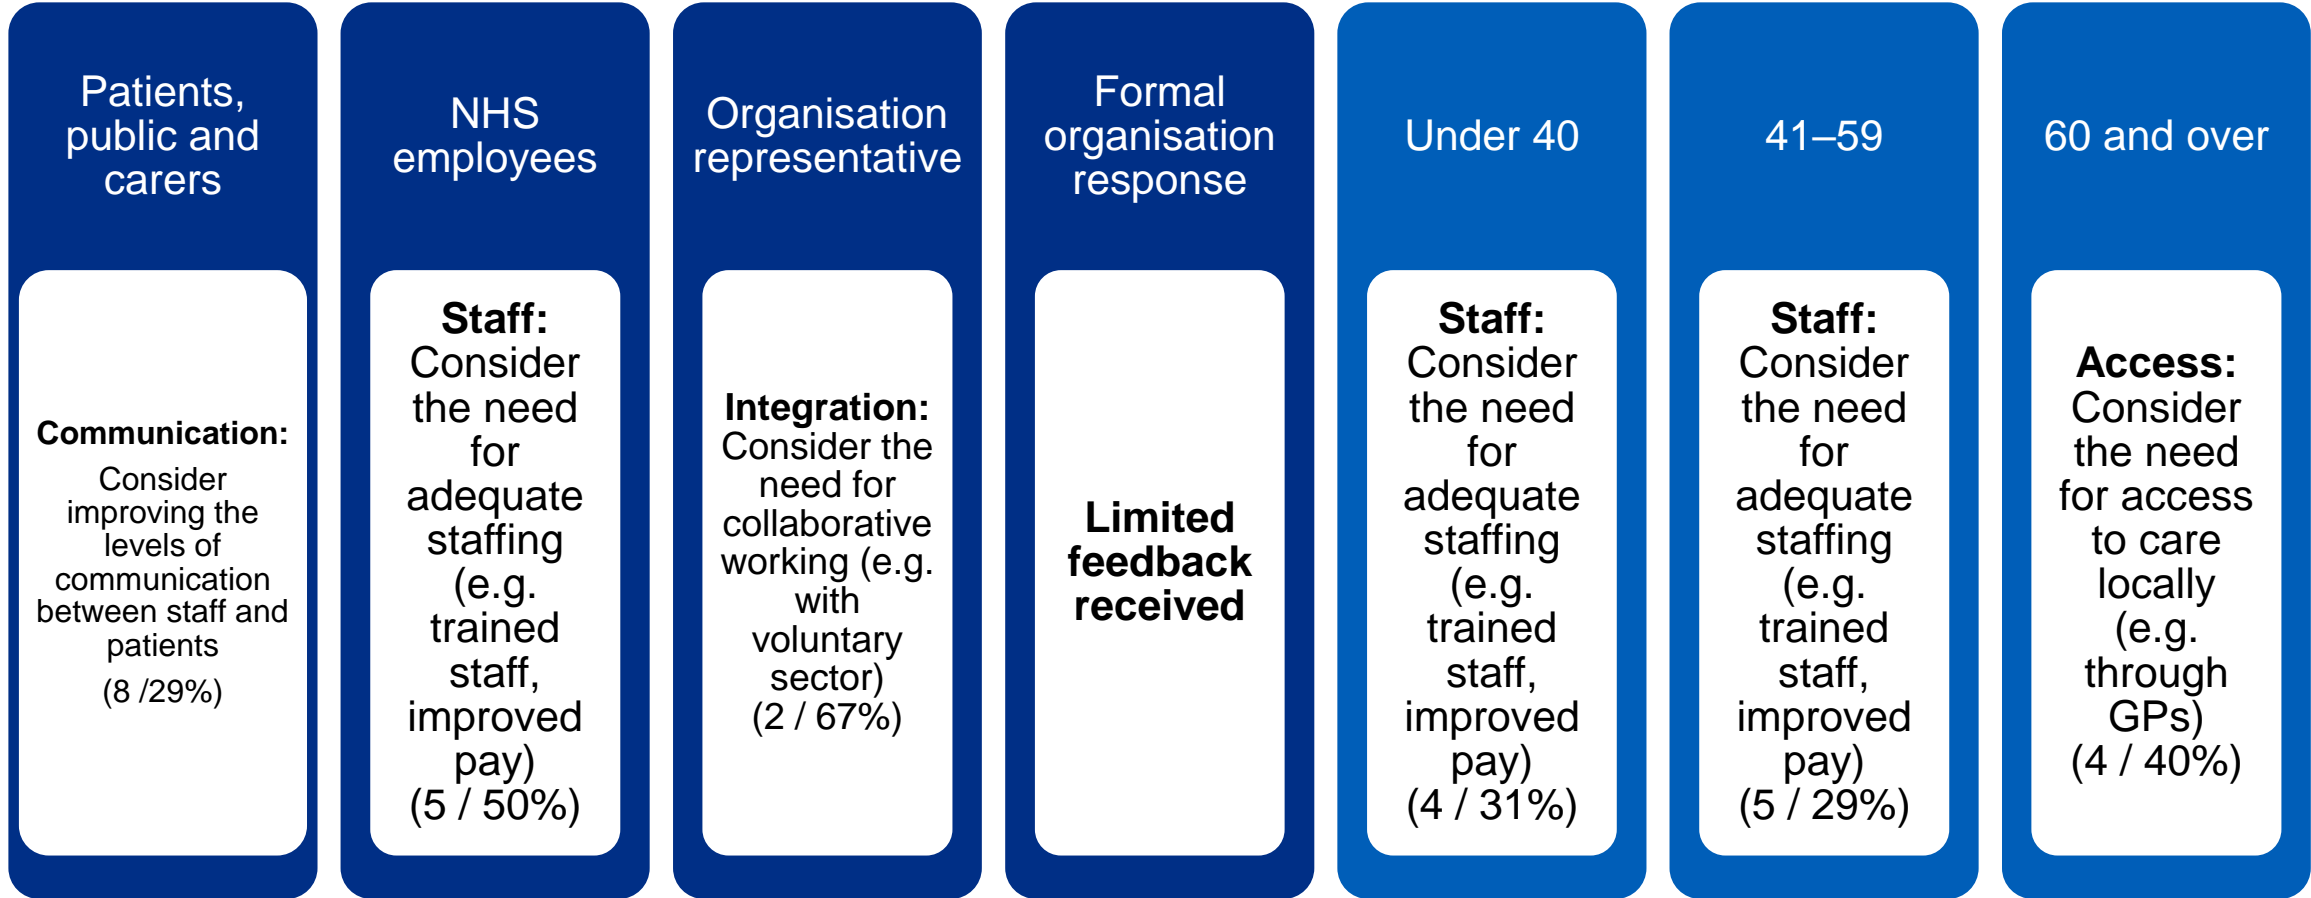 Patients,
public and
carers
Communication:
Consider
improving the
levels of
communication
between staff and
patients
(8 /29%)
NHS
employees
Staff:
Consider
the need
for
adequate
staffing
(e.g.
trained
staff,
improved
pay)
(5 / 50%)
Organisation
representative
Integration:
Consider the
need for
collaborative
working (e.g.
with
voluntary
sector)
(2 / 67%)
Formal
organisation
response
Limited
feedback
received
Under 40
Staff:
Consider
the need
for
adequate
staffing
(e.g.
trained
staff,
improved
pay)
(4 / 31%)
41–59
Staff:
Consider
the need
for
adequate
staffing
(e.g.
trained
staff,
improved
pay)
(5 / 29%)
60 and over
Access:
Consider
the need
for access
to care
locally
(e.g.
through
GPs)
(4 / 40%)